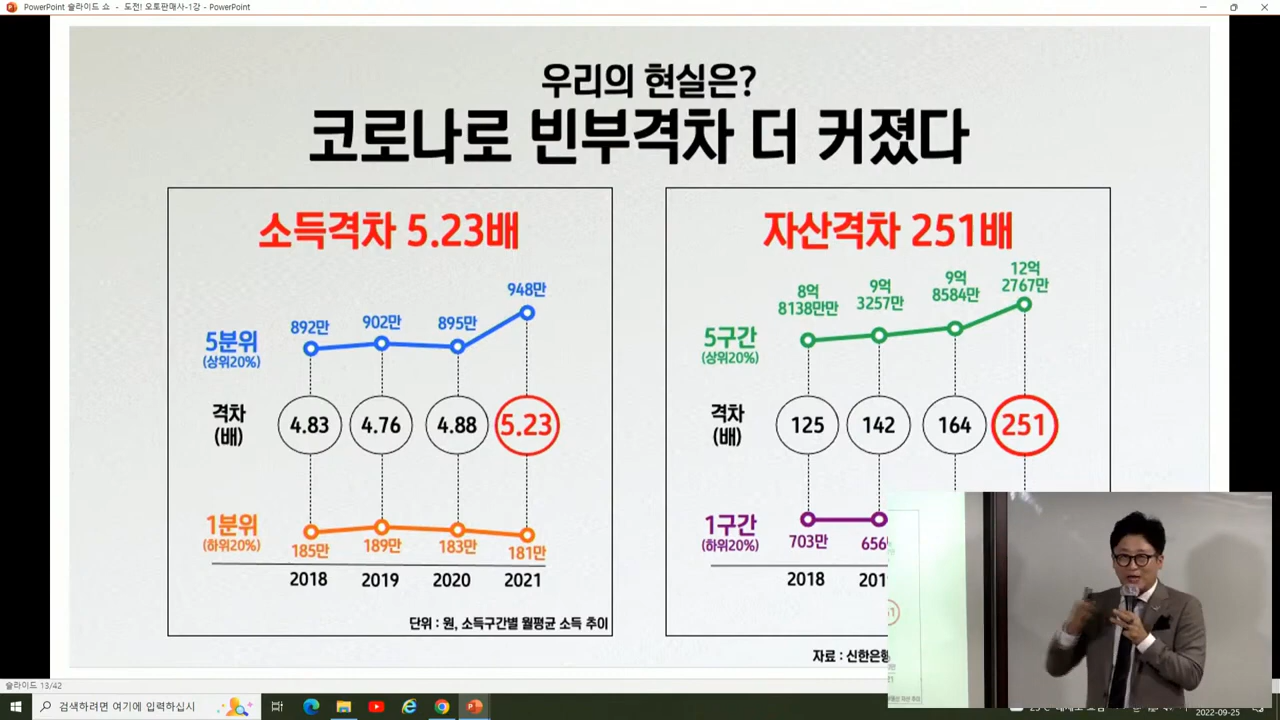 PowerPoint 슬라이드 쇼 - 도전! 오토판매사-1강 - PowerPoint
우리의 현실은?
코로나로 빈부격차 더 커졌다
소득격차 5.23배
948만
892만
902만
895만
5분위
(상위20%)
격차
(배)
4.83
4.76
4.88
5.23
1분위
(하위20%)
185만
189만
183만
181만
2018
2019
2020
2021
단위 : 원, 소득구간별 월평균 소득 추이
자산격차 251배
8억
8138만만
9억
3257만
9억
8584만
12억
2767만
5구간
(상위20%)
격차
(배)
125
142
164
251
1구간
(하위20%)
703만
656
2018
201
자료 : 신한은행
슬라이드 13/42
검색하려면 여기에 입력하십시
2022-09-25